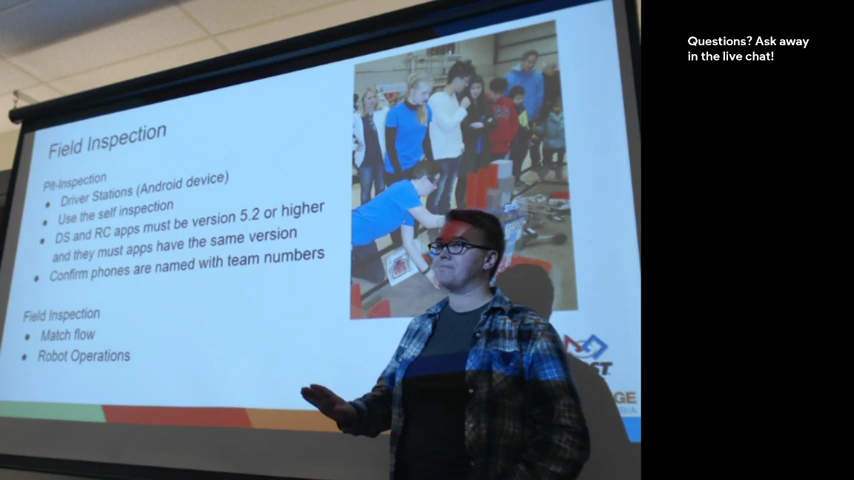 Field Inspection
Pit-Inspection
Driver Stations (Android device)
Use the self inspection
DS and RC apps must be version 5.2 or higher
and they must apps have the same version
Confirm phones are named with team numbers
Field Inspection
Match flow
Robot Operations
Questions? Ask away
in the live chat!